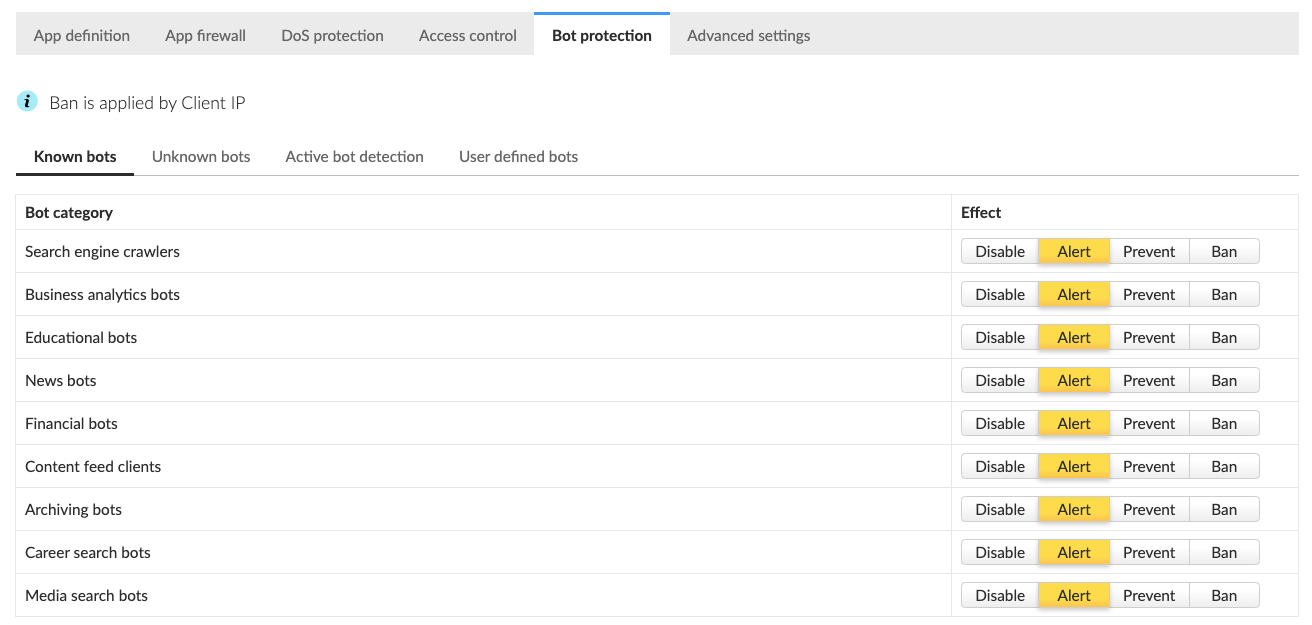 App definition App firewall DoS protection Access control Bot protection Advanced settings
i Ban is applied by Client IP
Known bots Unknown bots Active bot detection User defined bots
Bot category Effect
Search engine crawlers Disable Alert Prevent Ban
Business analytics bots Disable Alert Prevent Ban
Educational bots Disable Alert Prevent Ban
News bots Disable Alert Prevent Ban
Financial bots Disable Alert Prevent Ban
Content feed clients Disable Alert Prevent Ban
Archiving bots Disable Alert Prevent Ban
Career search bots Disable Alert Prevent Ban
Media search bots Disable Alert Prevent Ban